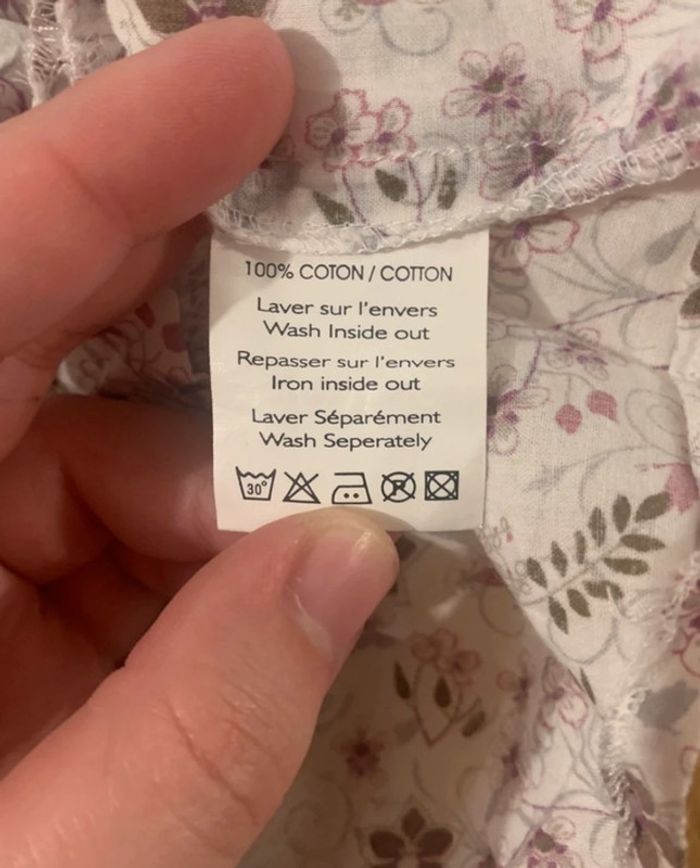 100% COTON / COTTON
Laver sur l'envers
Wash Inside out
Repasser sur l'envers
Iron inside out
Laver Séparément
Wash Seperately
30° P